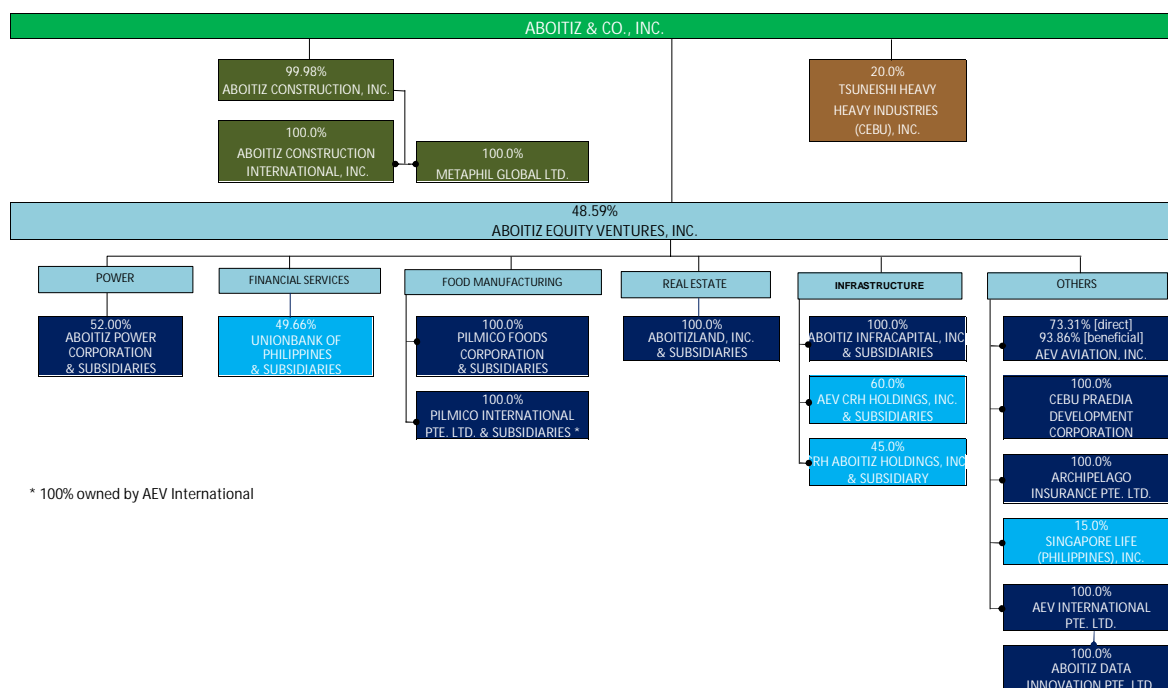 ABOITIZ & CO., INC.
99.98%
ABOITIZ CONSTRUCTION, INC.
20.0%
TSUNEISHI HEAVY
HEAVY INDUSTRIES
(CEBU), INC.
100.0%
ABOITIZ CONSTRUCTION
INTERNATIONAL, INC.
100.0%
METAPHIL GLOBAL LTD.
48.59%
ABOITIZ EQUITY VENTURES, INC.
POWER
52.00%
ABOITIZ POWER
CORPORATION
& SUBSIDIARIES
FINANCIAL SERVICES
49.66%
UNIONBANK OF
PHILIPPINES
& SUBSIDIARIES
FOOD MANUFACTURING
100.0%
PILMICO FOODS
CORPORATION
& SUBSIDIARIES
100.0%
PILMICO INTERNATIONAL
PTE. LTD. & SUBSIDIARIES *
REAL ESTATE
100.0%
ABOITIZLAND, INC.
& SUBSIDIARIES
INFRASTRUCTURE
100.0%
ABOITIZ INFRACAPITAL, INC
& SUBSIDIARIES
60.0%
AEV CRH HOLDINGS, INC.
& SUBSIDIARIES
45.0%
RH ABOITIZ HOLDINGS, INC
& SUBSIDIARY
OTHERS
73.31% [direct]
93.86% [beneficial]
AEV AVIATION, INC.
100.0%
CEBU PRAEDIA
DEVELOPMENT
CORPORATION
100.0%
ARCHIPELAGO
INSURANCE PTE. LTD.
15.0%
SINGAPORE LIFE
(PHILIPPINES), INC.
100.0%
AEV INTERNATIONAL
PTE. LTD.
100.0%
ABOITIZ DATA
INNOVATION PTE. LTD.
* 100% owned by AEV International